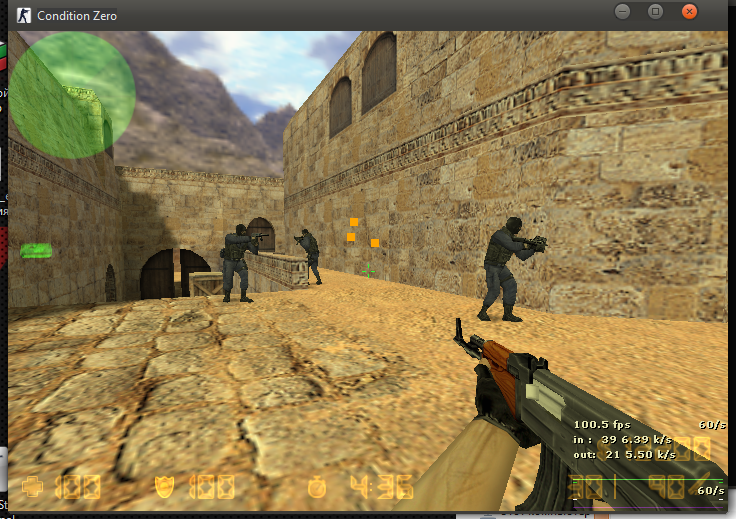 Condition Zero
100.5 fps 60/s
in : 39 6.39 k/s
out: 21 5.50 k/s
100 100 4:36 30 90
60/s